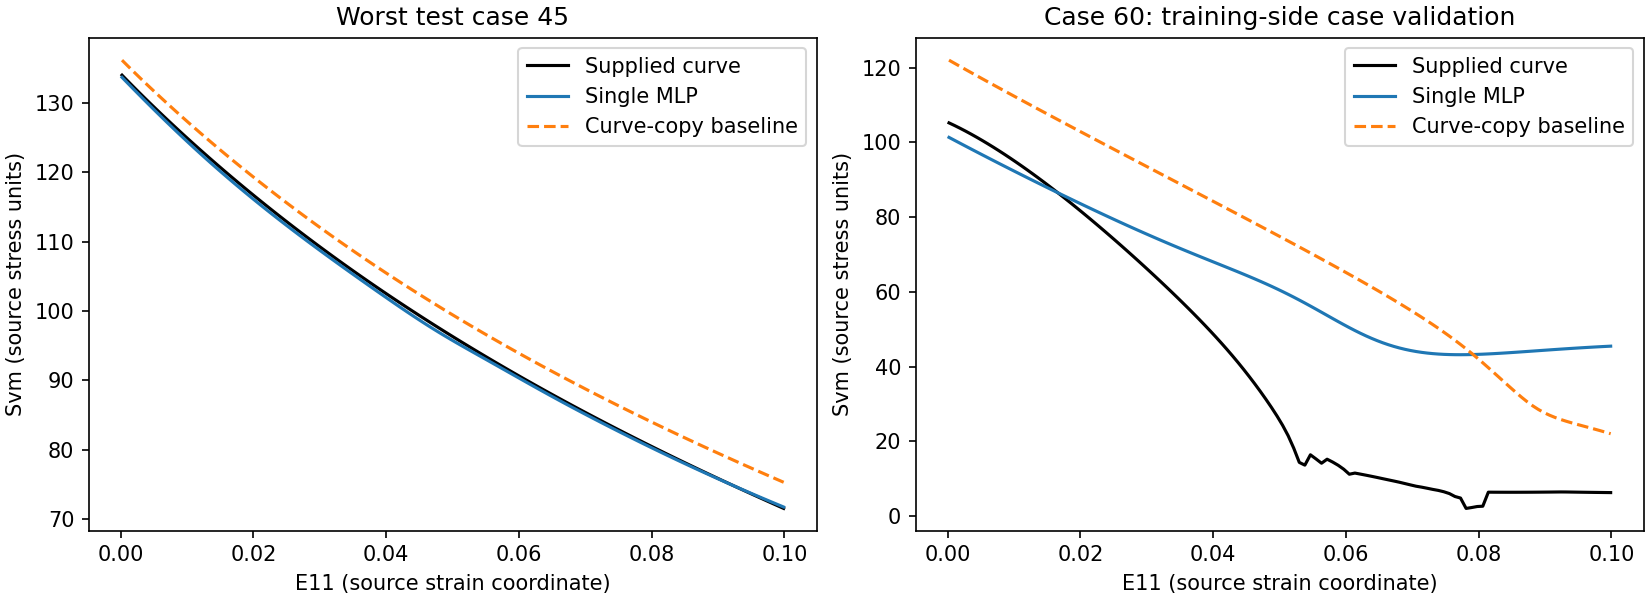 Worst test case 45
Supplied curve
Single MLP
Curve-copy baseline
130
120
110
100
90
80
70
0.00 0.02 0.04 0.06 0.08 0.10
E11 (source strain coordinate)
Svm (source stress units)
Case 60: training-side case validation
Supplied curve
Single MLP
Curve-copy baseline
120
100
80
60
40
20
0
0.00 0.02 0.04 0.06 0.08 0.10
E11 (source strain coordinate)
Svm (source stress units)